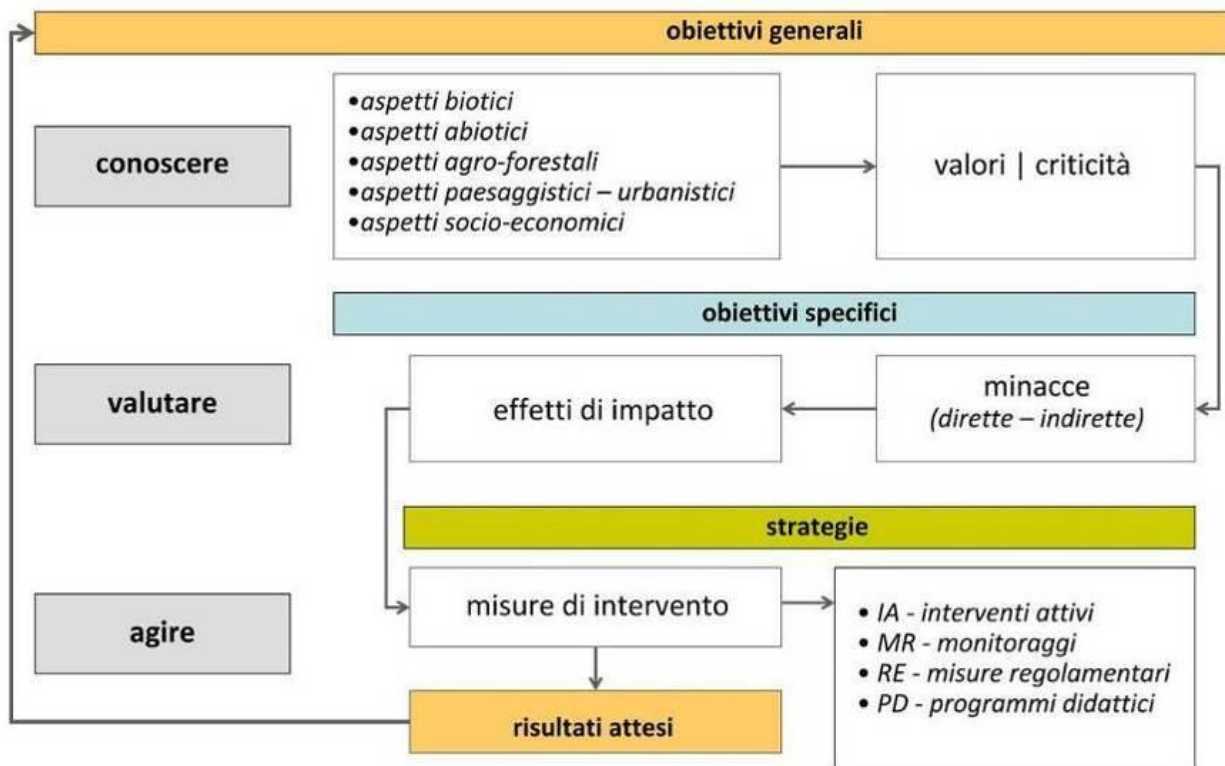 obiettivi generali
conoscere
•aspetti biotici
•aspetti abiotici
•aspetti agro-forestali
•aspetti paesaggistici – urbanistici
•aspetti socio-economici
valori | criticità
obiettivi specifici
valutare
effetti di impatto
minacce
(dirette – indirette)
strategie
agire
misure di intervento
• IA - interventi attivi
• MR - monitoraggi
• RE - misure regolamentari
• PD - programmi didattici
risultati attesi